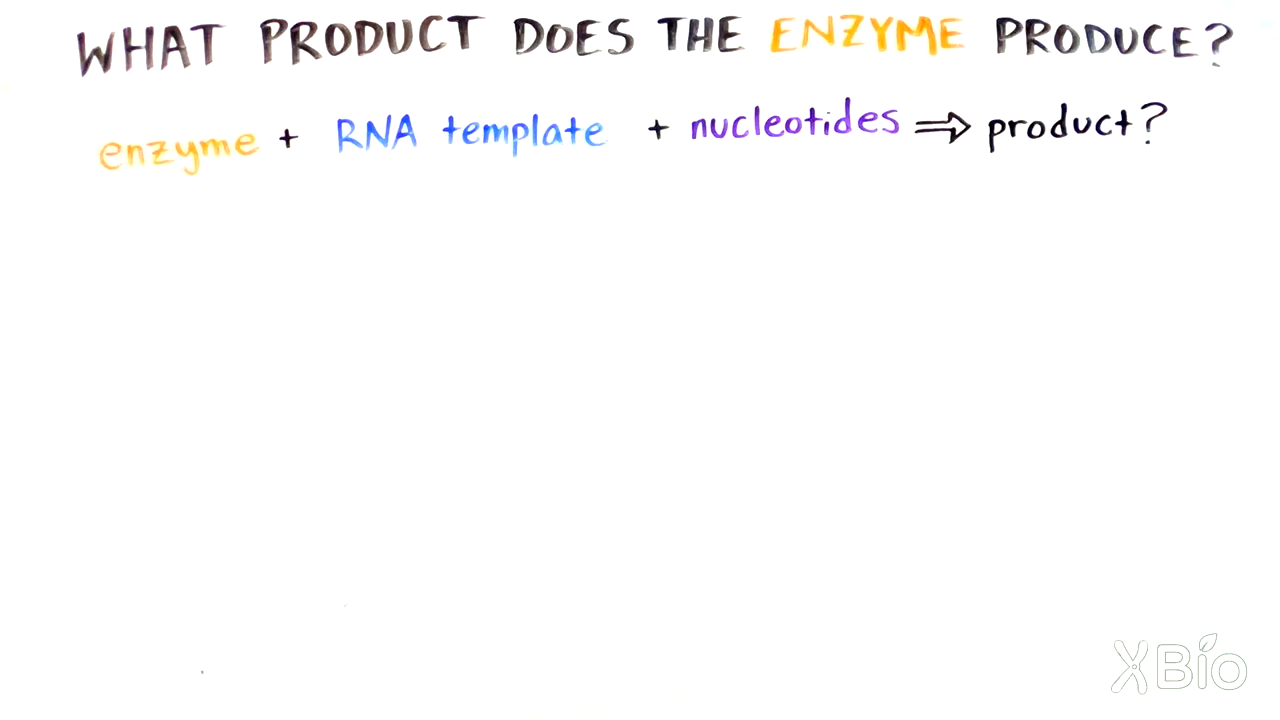 WHAT PRODUCT DOES THE ENZYME PRODUCE?
enzyme + RNA template + nucleotides ⇒ product?
XBio